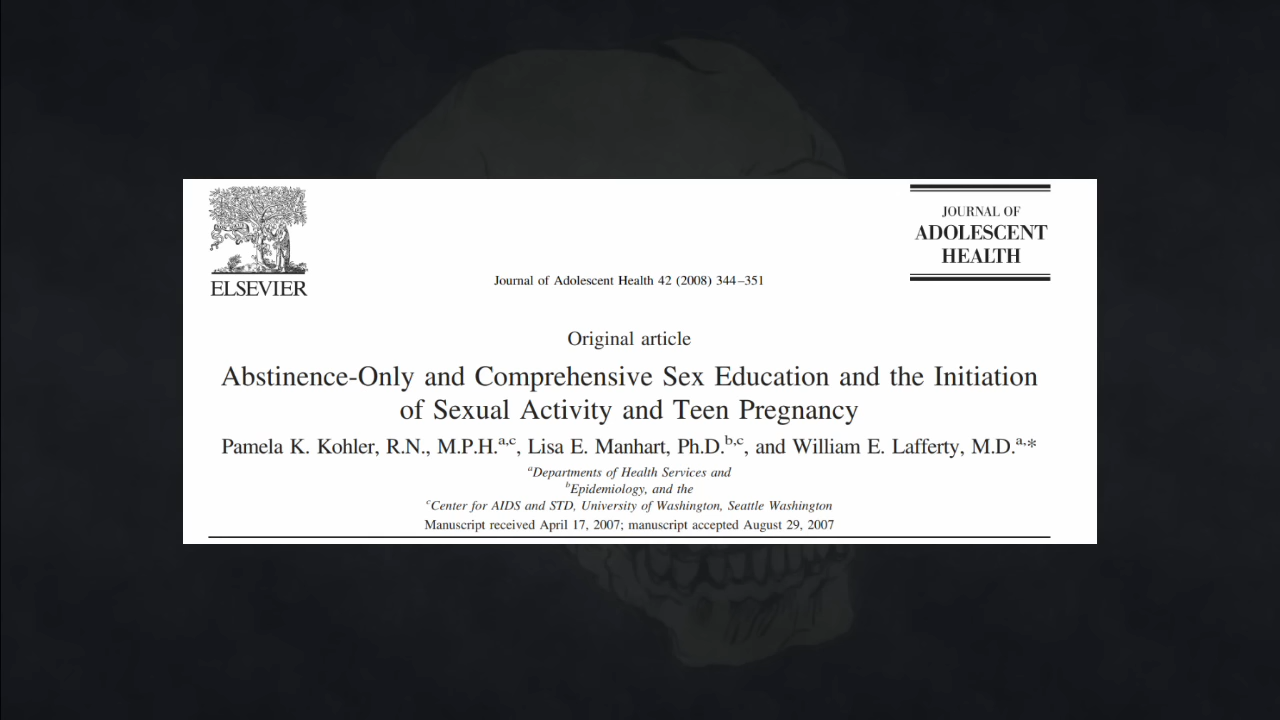 ELSEVIER
JOURNAL OF
ADOLESCENT
HEALTH
Journal of Adolescent Health 42 (2008) 344–351
Original article
Abstinence-Only and Comprehensive Sex Education and the Initiation
of Sexual Activity and Teen Pregnancy
Pamela K. Kohler, R.N., M.P.H.a,c, Lisa E. Manhart, Ph.D.b,c, and William E. Lafferty, M.D.a,*
aDepartments of Health Services and
bEpidemiology, and the
cCenter for AIDS and STD, University of Washington, Seattle Washington
Manuscript received April 17, 2007; manuscript accepted August 29, 2007